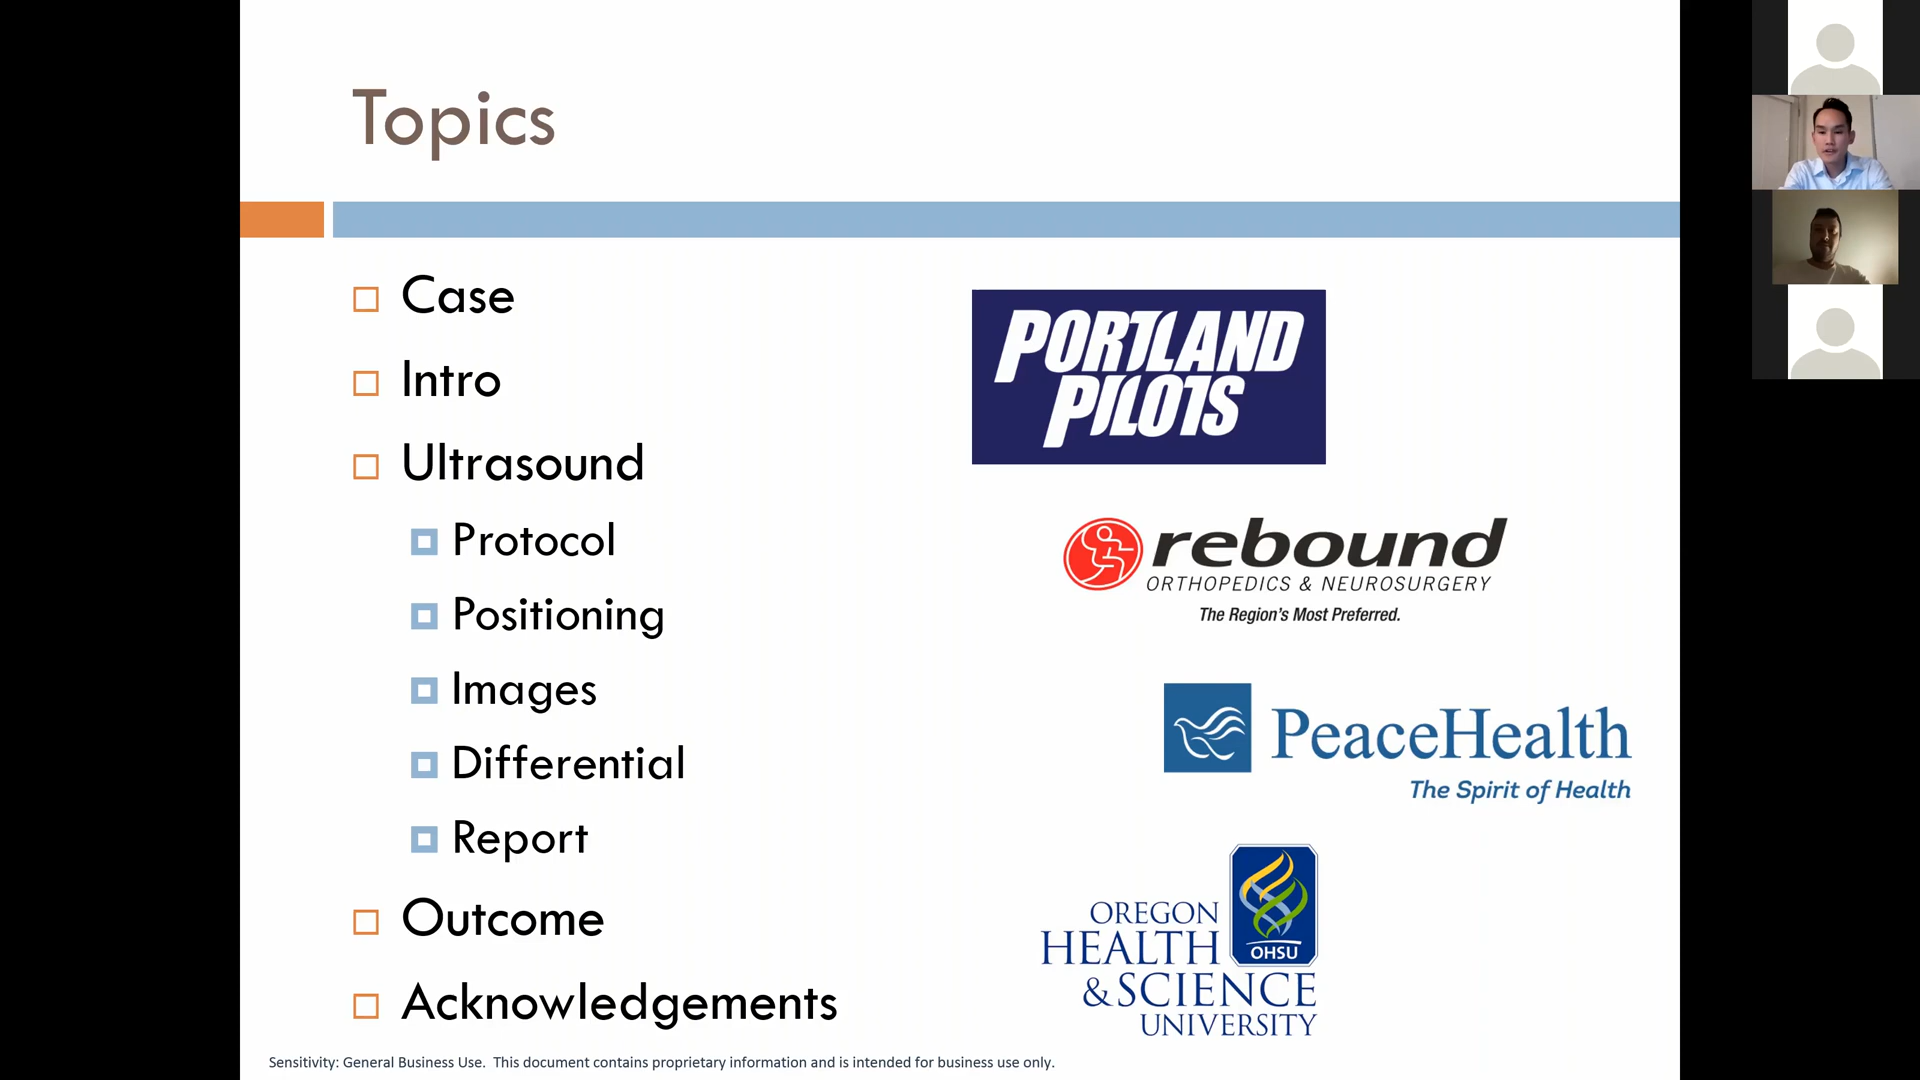 Topics
Case
Intro
Ultrasound
Protocol
Positioning
Images
Differential
Report
Outcome
Acknowledgements
PORTLAND
PILOTS
rebound
ORTHOPEDICS & NEUROSURGERY
The Region's Most Preferred.
PeaceHealth
The Spirit of Health
OREGON
HEALTH
&SCIENCE
UNIVERSITY
OHSU
Sensitivity: General Business Use.  This document contains proprietary information and is intended for business use only.